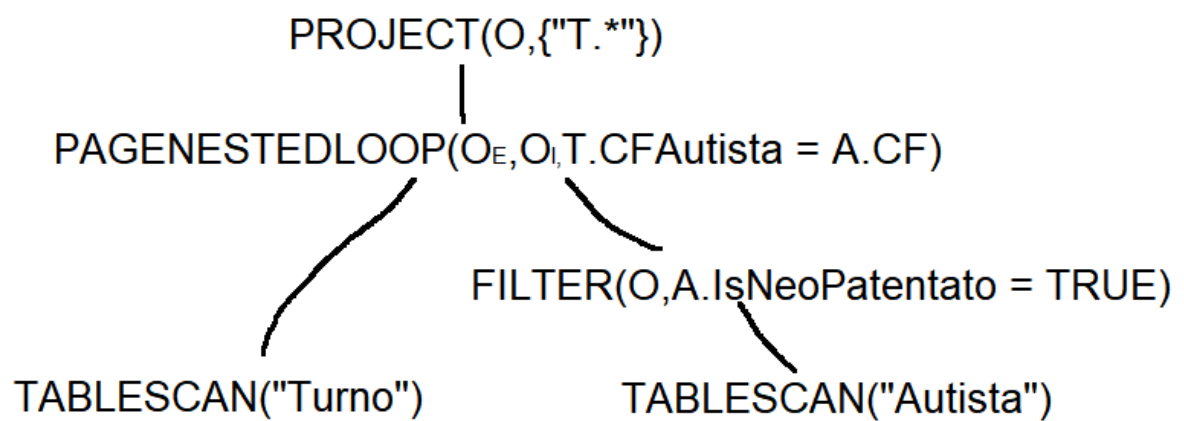 PROJECT(O,{"T.*"})
PAGENESTEDLOOP(OE,OI,T.CFAutista = A.CF)
FILTER(O,A.IsNeoPatentato = TRUE)
TABLESCAN("Turno")
TABLESCAN("Autista")